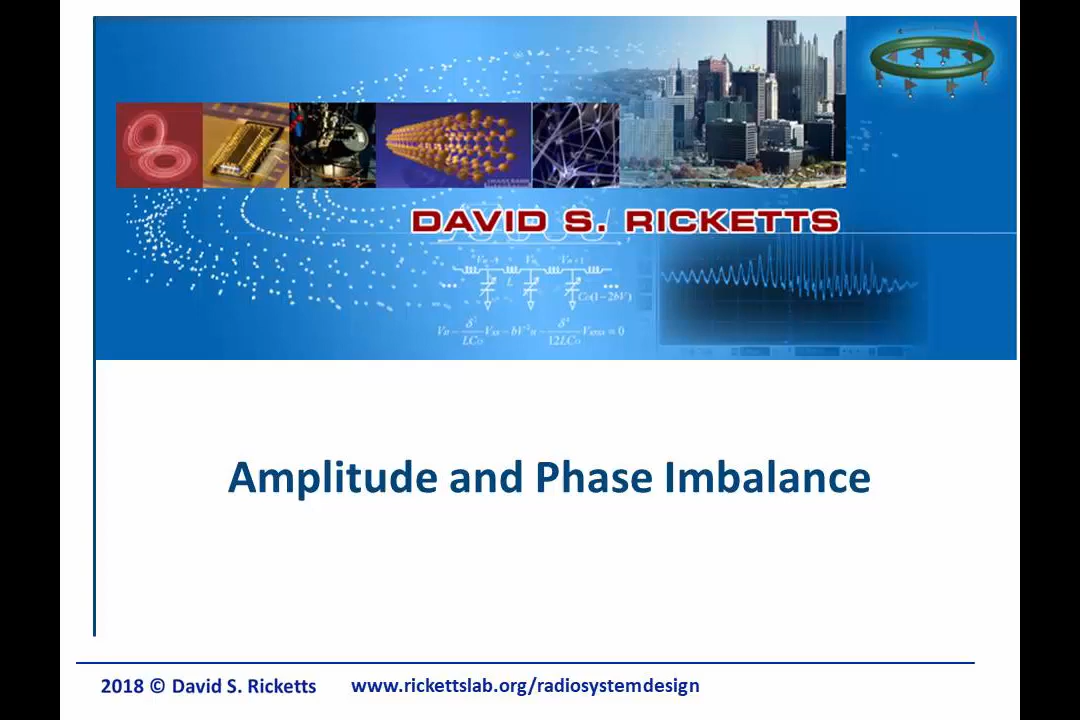 DAVID S. RICKETTS
Amplitude and Phase Imbalance
2018 © David S. Ricketts www.rickettslab.org/radiosystemdesign